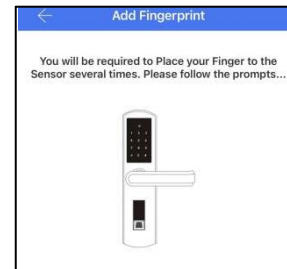 Add Fingerprint
You will be required to Place your Finger to the
Sensor several times. Please follow the prompts...